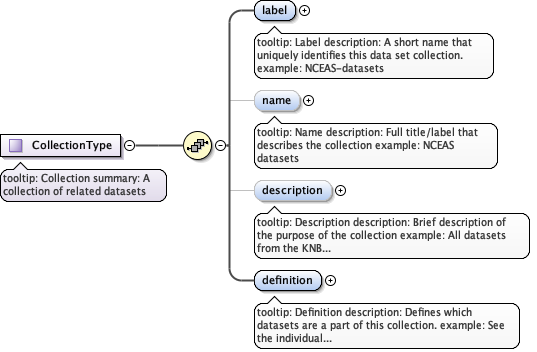 label
tooltip: Label description: A short name that
uniquely identifies this data set collection.
example: NCEAS-datasets
name
tooltip: Name description: Full title/label that
describes the collection example: NCEAS
datasets
CollectionType
tooltip: Collection summary: A
collection of related datasets
description
tooltip: Description description: Brief description of
the purpose of the collection example: All datasets
from the KNB...
definition
tooltip: Definition description: Defines which
datasets are a part of this collection. example: See
the individual...